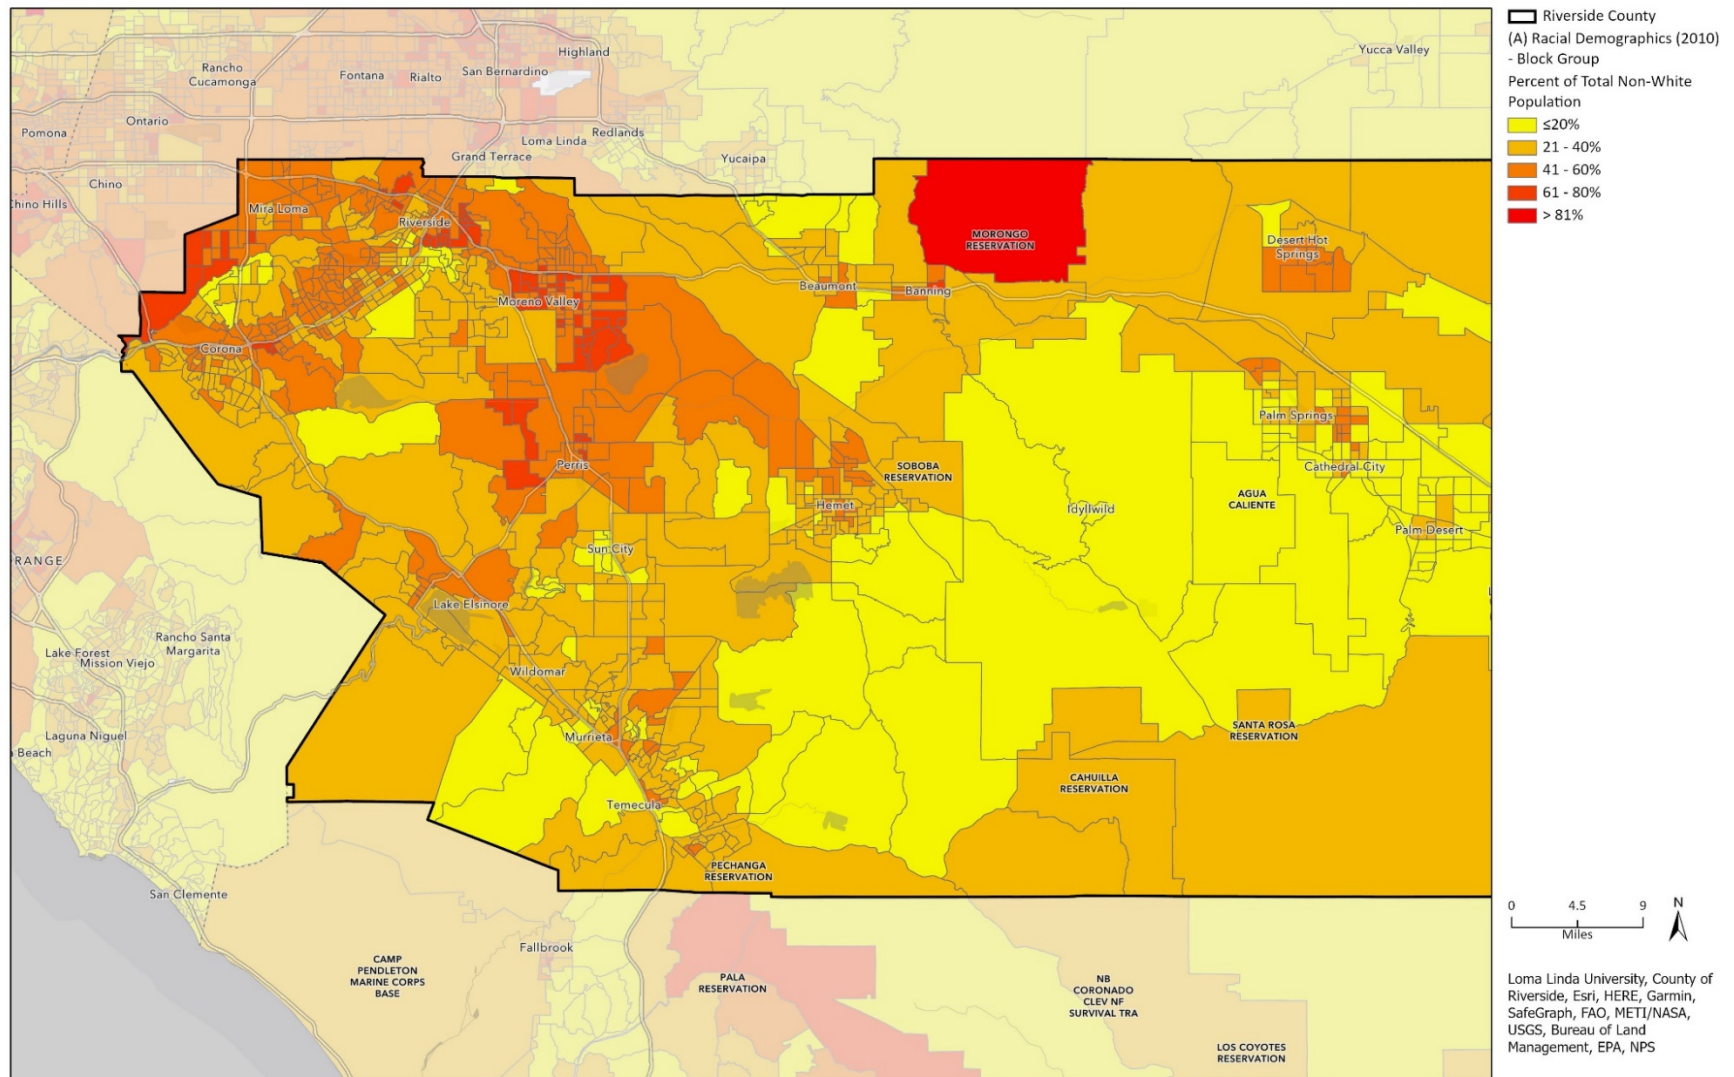 Riverside County
(A) Racial Demographics (2010)
- Block Group
Percent of Total Non-White
Population
≤20%
21 - 40%
41 - 60%
61 - 80%
> 81%
Highland
Yucca Valley
Rancho
Cucamonga
Fontana
Rialto
San Bernardino
Ontario
Pomona
Redlands
Loma Linda
Grand Terrace
Yucaipa
Chino
Chino Hills
Mira Loma
Riverside
MORONGO
RESERVATION
Desert Hot
Springs
Beaumont
Banning
Moreno Valley
Corona
Palm Springs
Perris
SOBOBA
RESERVATION
Cathedral City
AGUA
CALIENTE
Hemet
Idyllwild
Palm Desert
Sun City
RANGE
Lake Elsinore
Rancho Santa
Margarita
Lake Forest
Mission Viejo
Wildomar
Laguna Niguel
a Beach
Murrieta
SANTA ROSA
RESERVATION
CAHUILLA
RESERVATION
Temecula
PECHANGA
RESERVATION
San Clemente
Fallbrook
CAMP
PENDLETON
MARINE CORPS
BASE
PALA
RESERVATION
NB
CORONADO
CLEV NF
SURVIVAL TRA
LOS COYOTES
RESERVATION
0 4.5 9
Miles
N
Loma Linda University, County of
Riverside, Esri, HERE, Garmin,
SafeGraph, FAO, METI/NASA,
USGS, Bureau of Land
Management, EPA, NPS